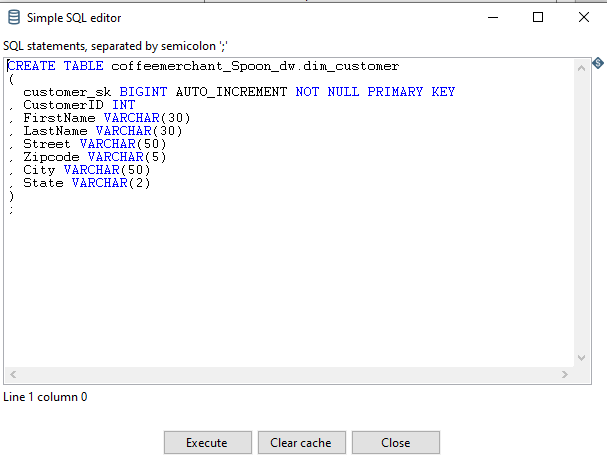 Simple SQL editor
SQL statements, separated by semicolon ';'
CREATE TABLE coffeemerchant_Spoon_dw.dim_customer
(
  customer_sk BIGINT AUTO_INCREMENT NOT NULL PRIMARY KEY
, CustomerID INT
, FirstName VARCHAR(30)
, LastName VARCHAR(30)
, Street VARCHAR(50)
, Zipcode VARCHAR(5)
, City VARCHAR(50)
, State VARCHAR(2)
)
;
Line 1 column 0
Execute Clear cache Close